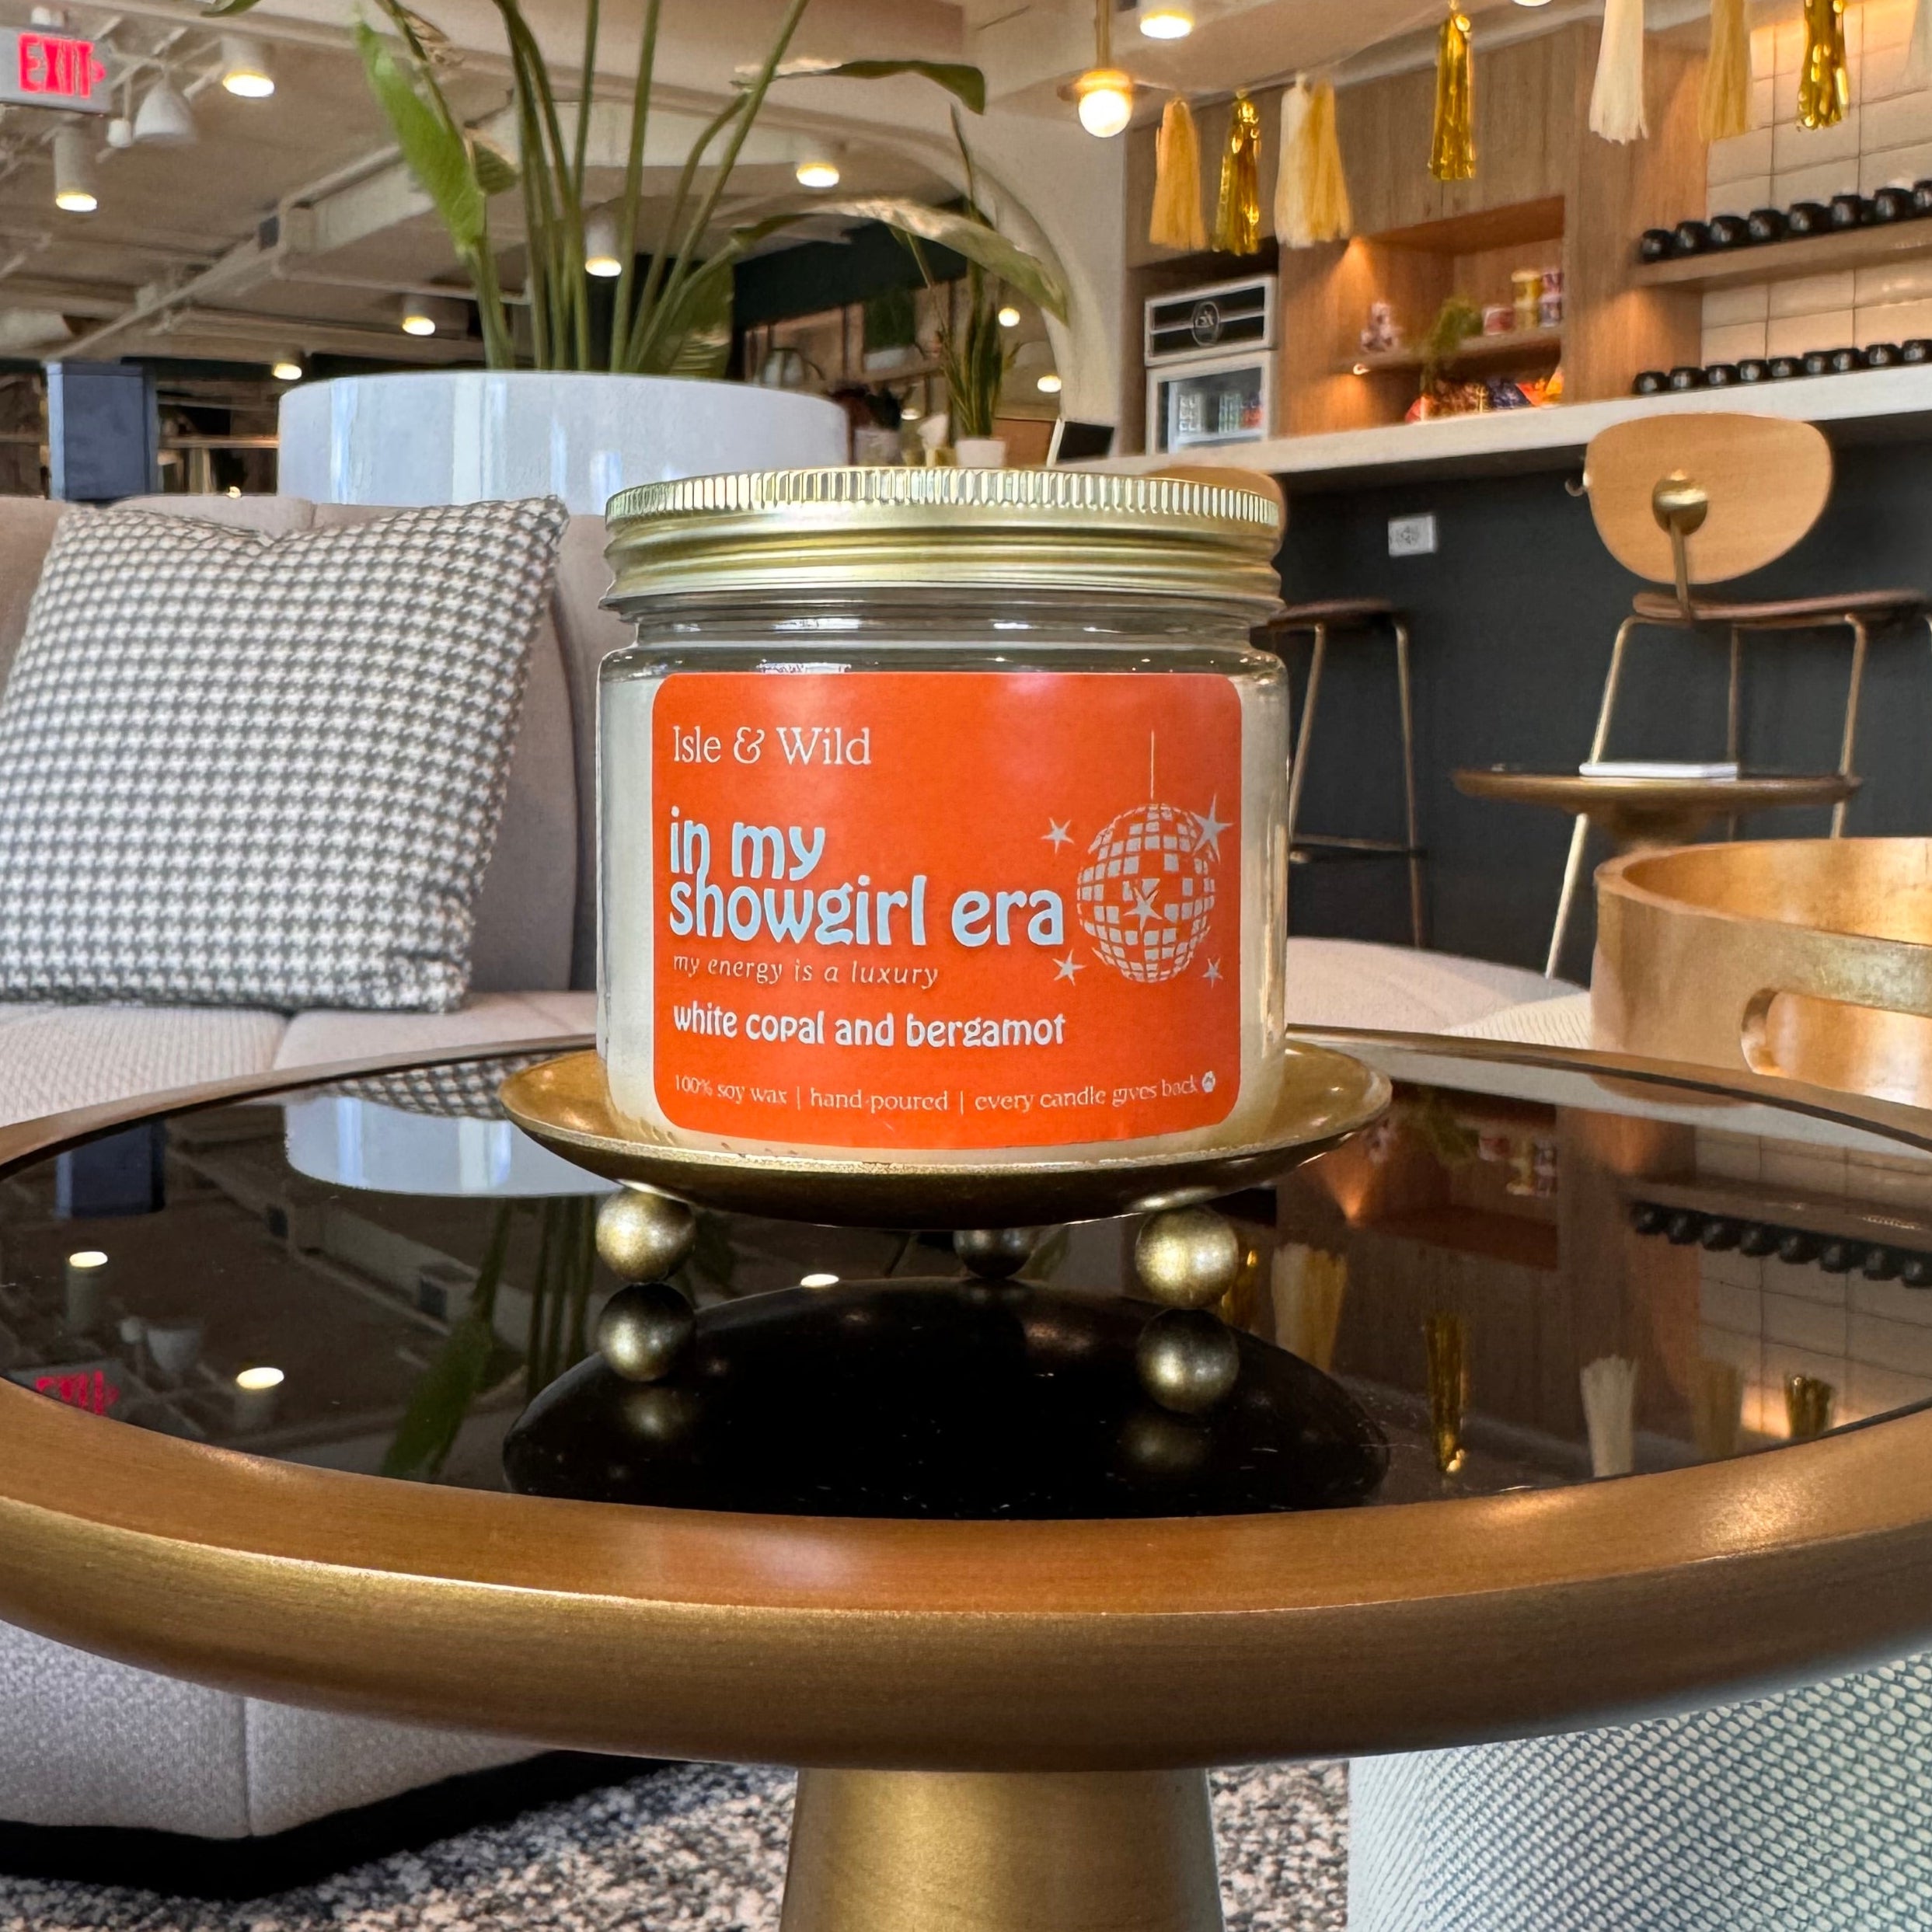 EXIT
Isle & Wild
in my
showgirl era
my energy is a luxury
white copal and bergamot
100% soy wax | hand-poured | every candle gives back